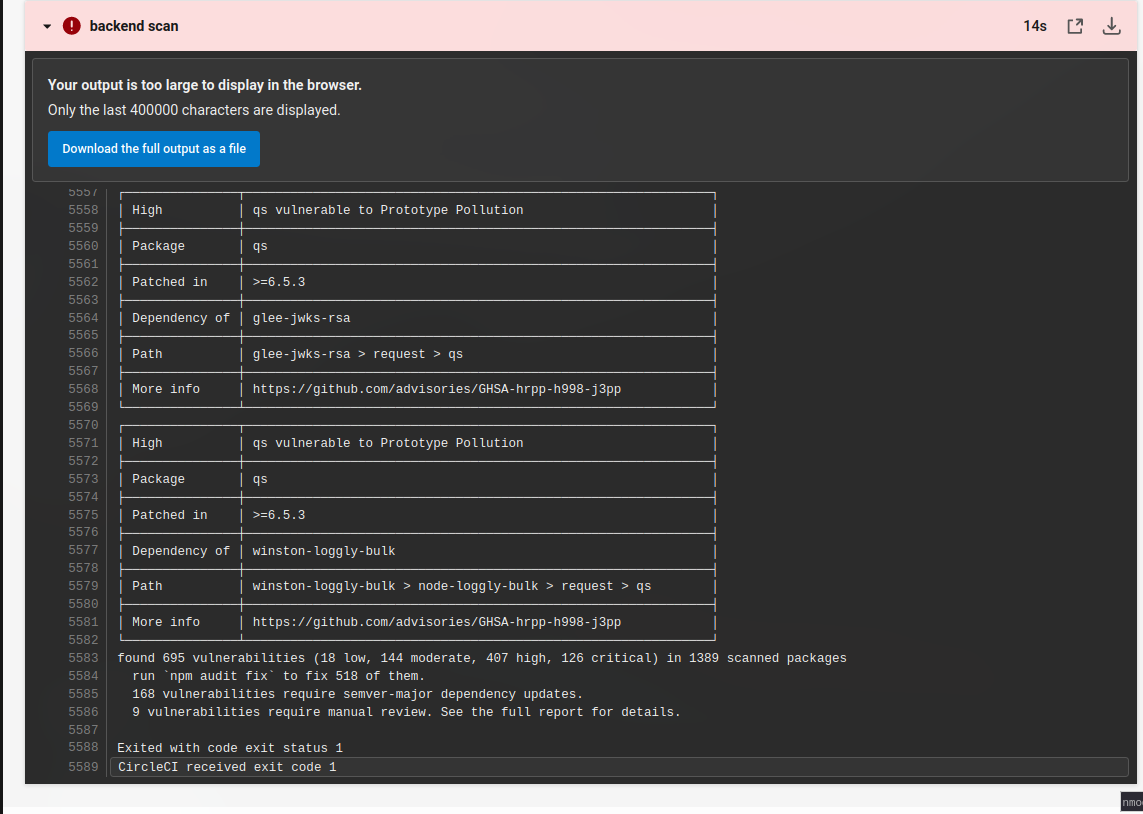 backend scan 14s
Your output is too large to display in the browser.
Only the last 400000 characters are displayed.
Download the full output as a file
5557
5558 High qs vulnerable to Prototype Pollution
5559
5560 Package qs
5561
5562 Patched in >=6.5.3
5563
5564 Dependency of glee-jwks-rsa
5565
5566 Path glee-jwks-rsa > request > qs
5567
5568 More info https://github.com/advisories/GHSA-hrpp-h998-j3pp
5569
5570
5571 High qs vulnerable to Prototype Pollution
5572
5573 Package qs
5574
5575 Patched in >=6.5.3
5576
5577 Dependency of winston-loggly-bulk
5578
5579 Path winston-loggly-bulk > node-loggly-bulk > request > qs
5580
5581 More info https://github.com/advisories/GHSA-hrpp-h998-j3pp
5582
5583 found 695 vulnerabilities (18 low, 144 moderate, 407 high, 126 critical) in 1389 scanned packages
5584 run `npm audit fix` to fix 518 of them.
5585 168 vulnerabilities require semver-major dependency updates.
5586 9 vulnerabilities require manual review. See the full report for details.
5587
5588 Exited with code exit status 1
5589 CircleCI received exit code 1